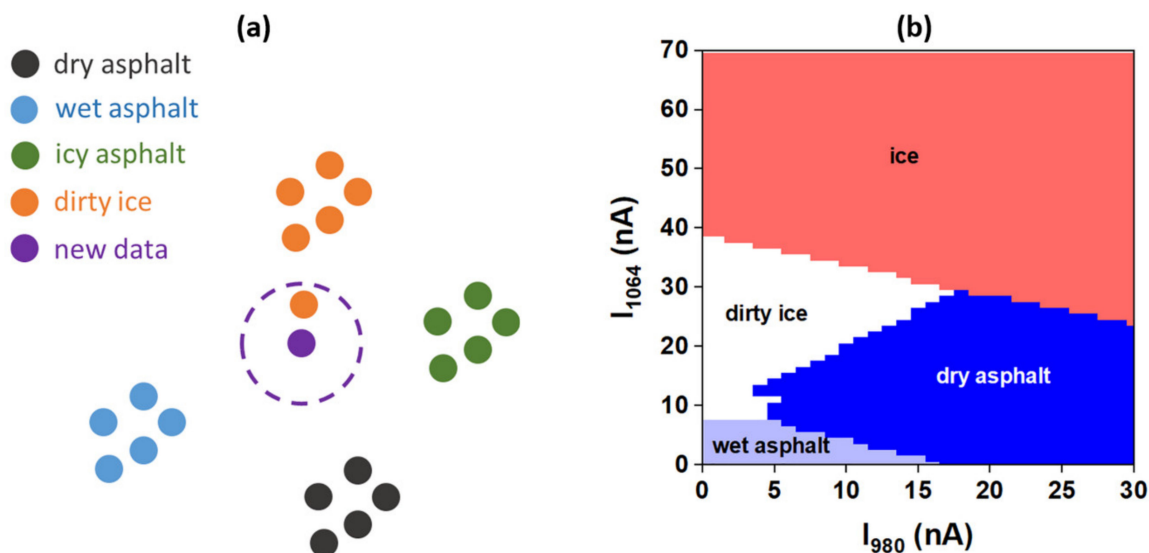 (a)
dry asphalt
wet asphalt
icy asphalt
dirty ice
new data
(b)
70
60
50
40
30
20
10
0
I1064 (nA)
ice
dirty ice
dry asphalt
wet asphalt
0 5 10 15 20 25 30
I980 (nA)